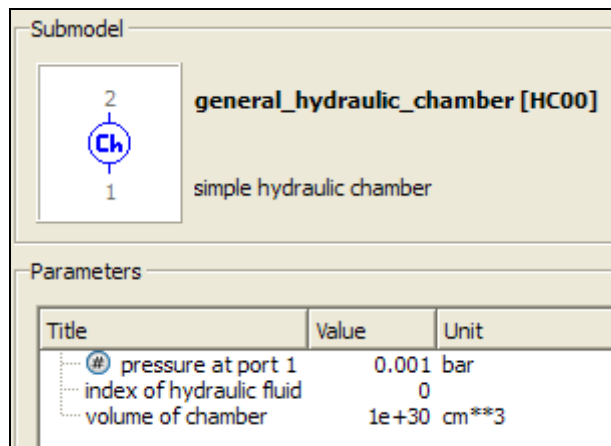 Submodel
2
Ch
1
general_hydraulic_chamber [HC00]
simple hydraulic chamber
Parameters
Title Value Unit
# pressure at port 1 0.001 bar
index of hydraulic fluid 0
volume of chamber 1e+30 cm**3